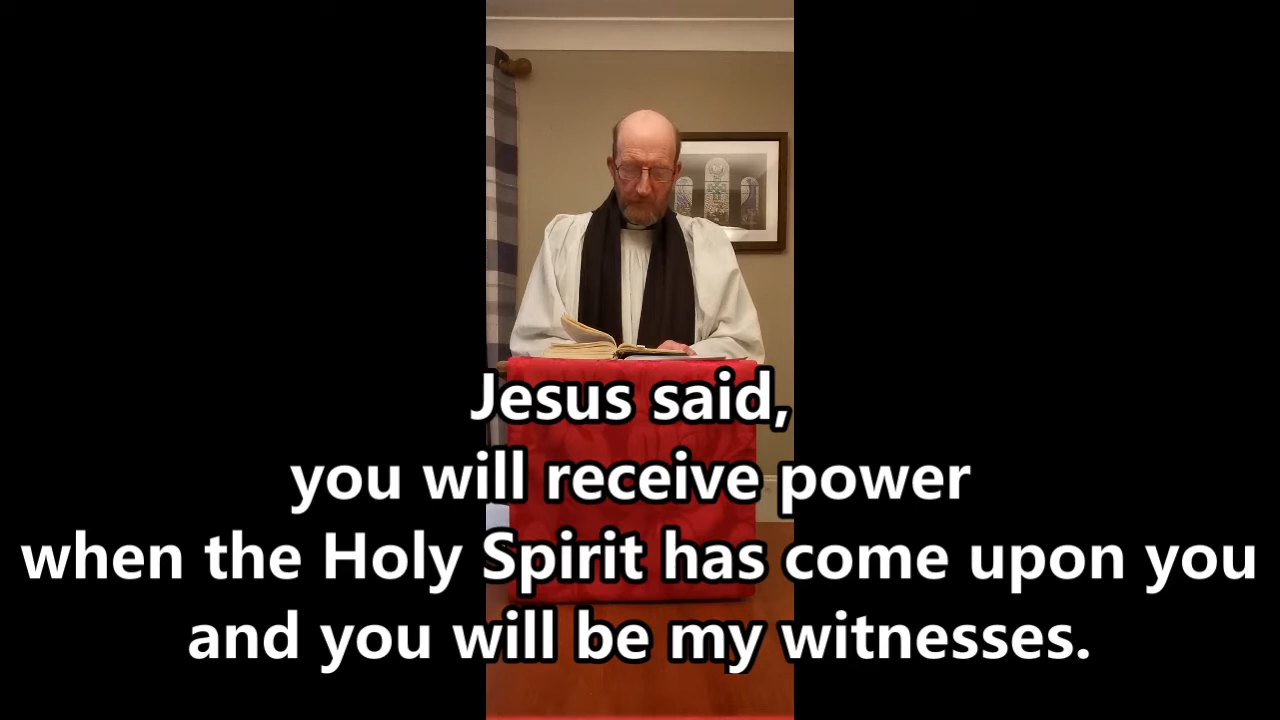 Jesus said,
you will receive power
when the Holy Spirit has come upon you
and you will be my witnesses.